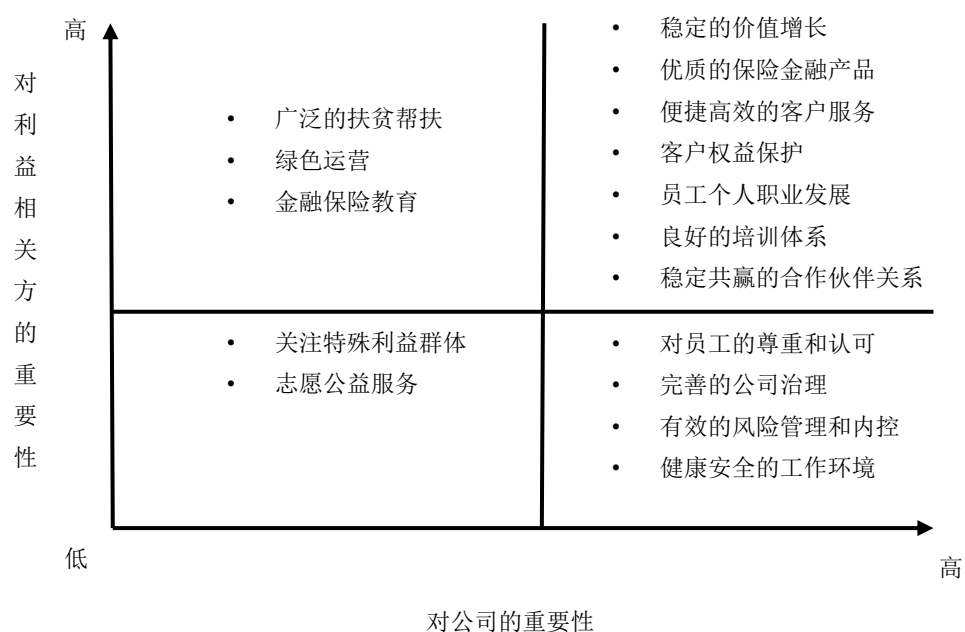 高
对利益相关方的重要性
• 广泛的扶贫帮扶
• 绿色运营
• 金融保险教育
• 稳定的价值增长
• 优质的保险金融产品
• 便捷高效的客户服务
• 客户权益保护
• 员工个人职业发展
• 良好的培训体系
• 稳定共赢的合作伙伴关系
• 关注特殊利益群体
• 志愿公益服务
• 对员工的尊重和认可
• 完善的公司治理
• 有效的风险管理和内控
• 健康安全的工作环境
低
高
对公司的重要性